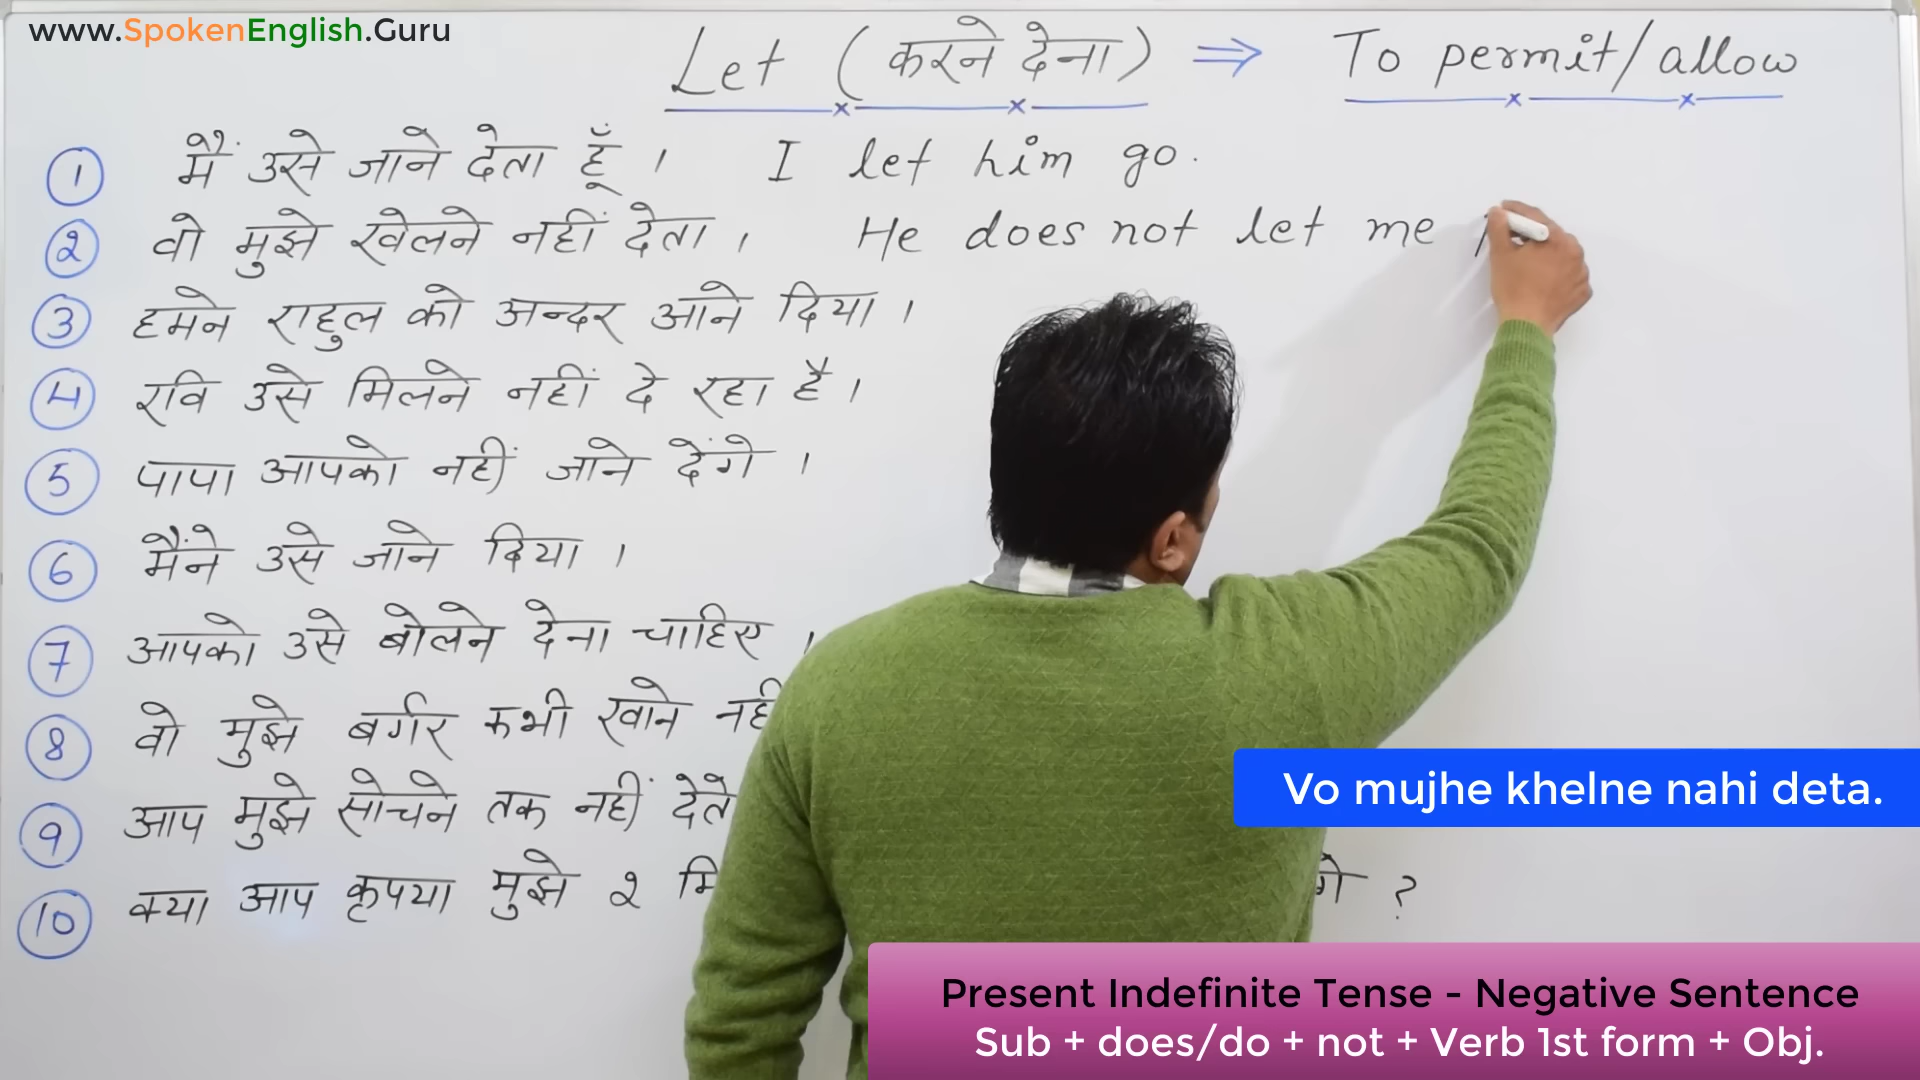 www.SpokenEnglish.Guru
Let (करने देना) ⇒ To permit/allow
1 मैं उसे जाने देता हूँ । I let him go.
2 वो मुझे खेलने नहीं देता । He does not let me
3 हमने राहुल को अन्दर आने दिया ।
4 रवि उसे मिलने नहीं दे रहा है ।
5 पापा आपको नहीं जाने देंगे ।
6 मैंने उसे जाने दिया ।
7 आपको उसे बोलने देना चाहिए ।
8 वो मुझे बर्गर कभी खाने
9 आप मुझे सोचने तक नहीं
10 क्या आप कृपया मुझे २ ?
Vo mujhe khelne nahi deta.
Present Indefinite Tense - Negative Sentence
Sub + does/do + not + Verb 1st form + Obj.